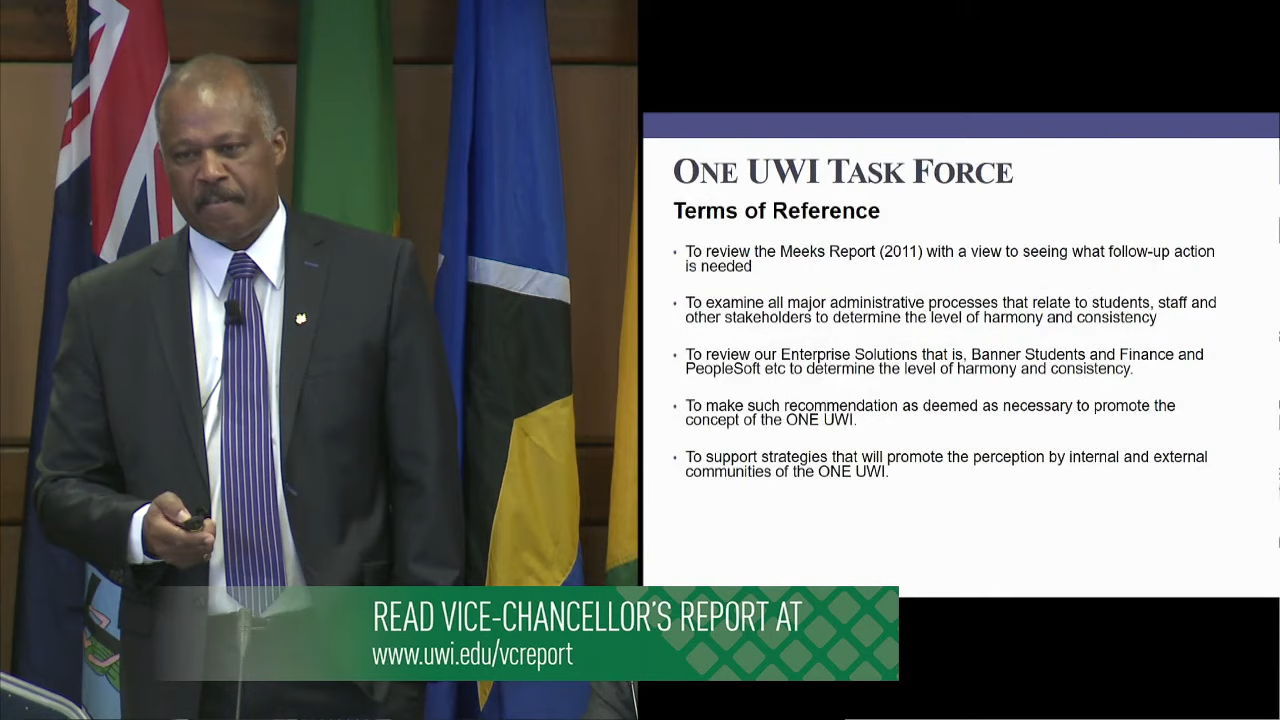 ONE UWI TASK FORCE
Terms of Reference
• To review the Meeks Report (2011) with a view to seeing what follow-up action
is needed
• To examine all major administrative processes that relate to students, staff and
other stakeholders to determine the level of harmony and consistency
• To review our Enterprise Solutions that is, Banner Students and Finance and
PeopleSoft etc to determine the level of harmony and consistency.
• To make such recommendation as deemed as necessary to promote the
concept of the ONE UWI.
• To support strategies that will promote the perception by internal and external
communities of the ONE UWI.
READ VICE-CHANCELLOR'S REPORT AT
www.uwi.edu/vcreport